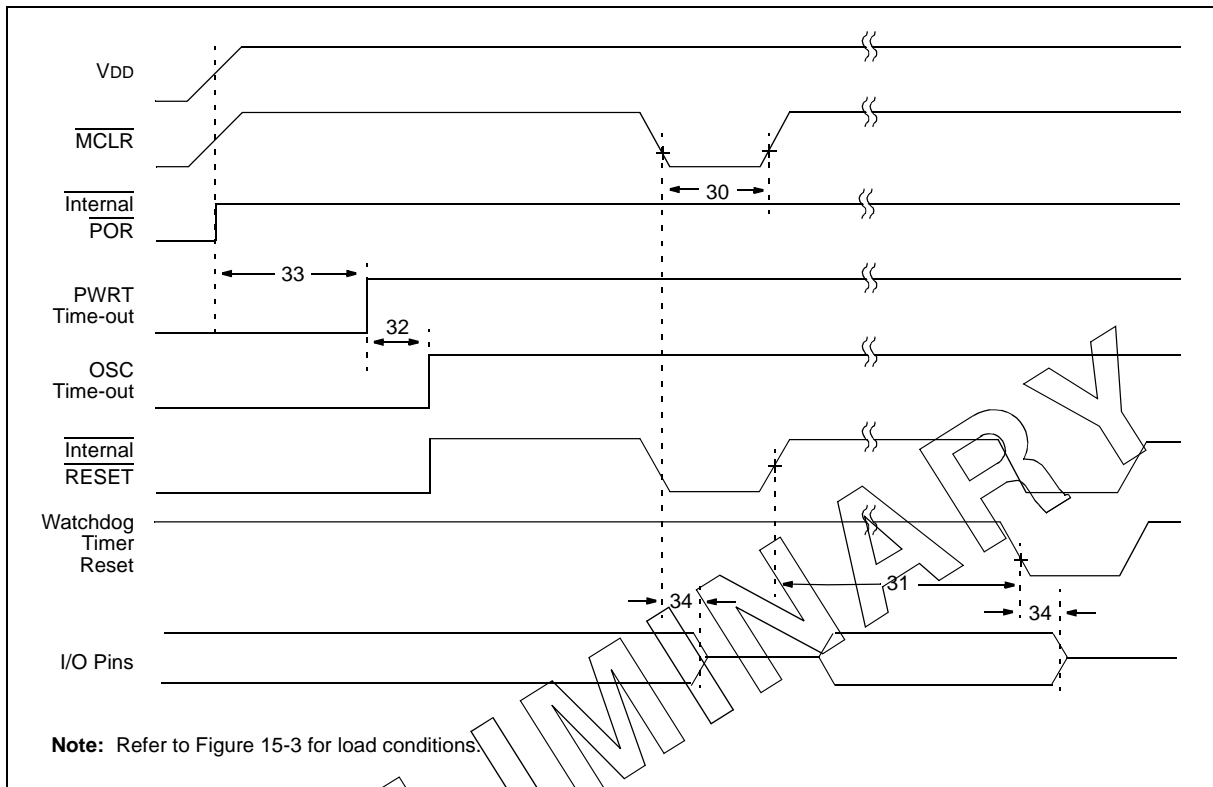 VDD
MCLR
Internal
POR
30
33
PWRT
Time-out
32
OSC
Time-out
Internal
RESET
Watchdog
Timer
Reset
31
34
34
I/O Pins
Note: Refer to Figure 15-3 for load conditions.
LIMINARY